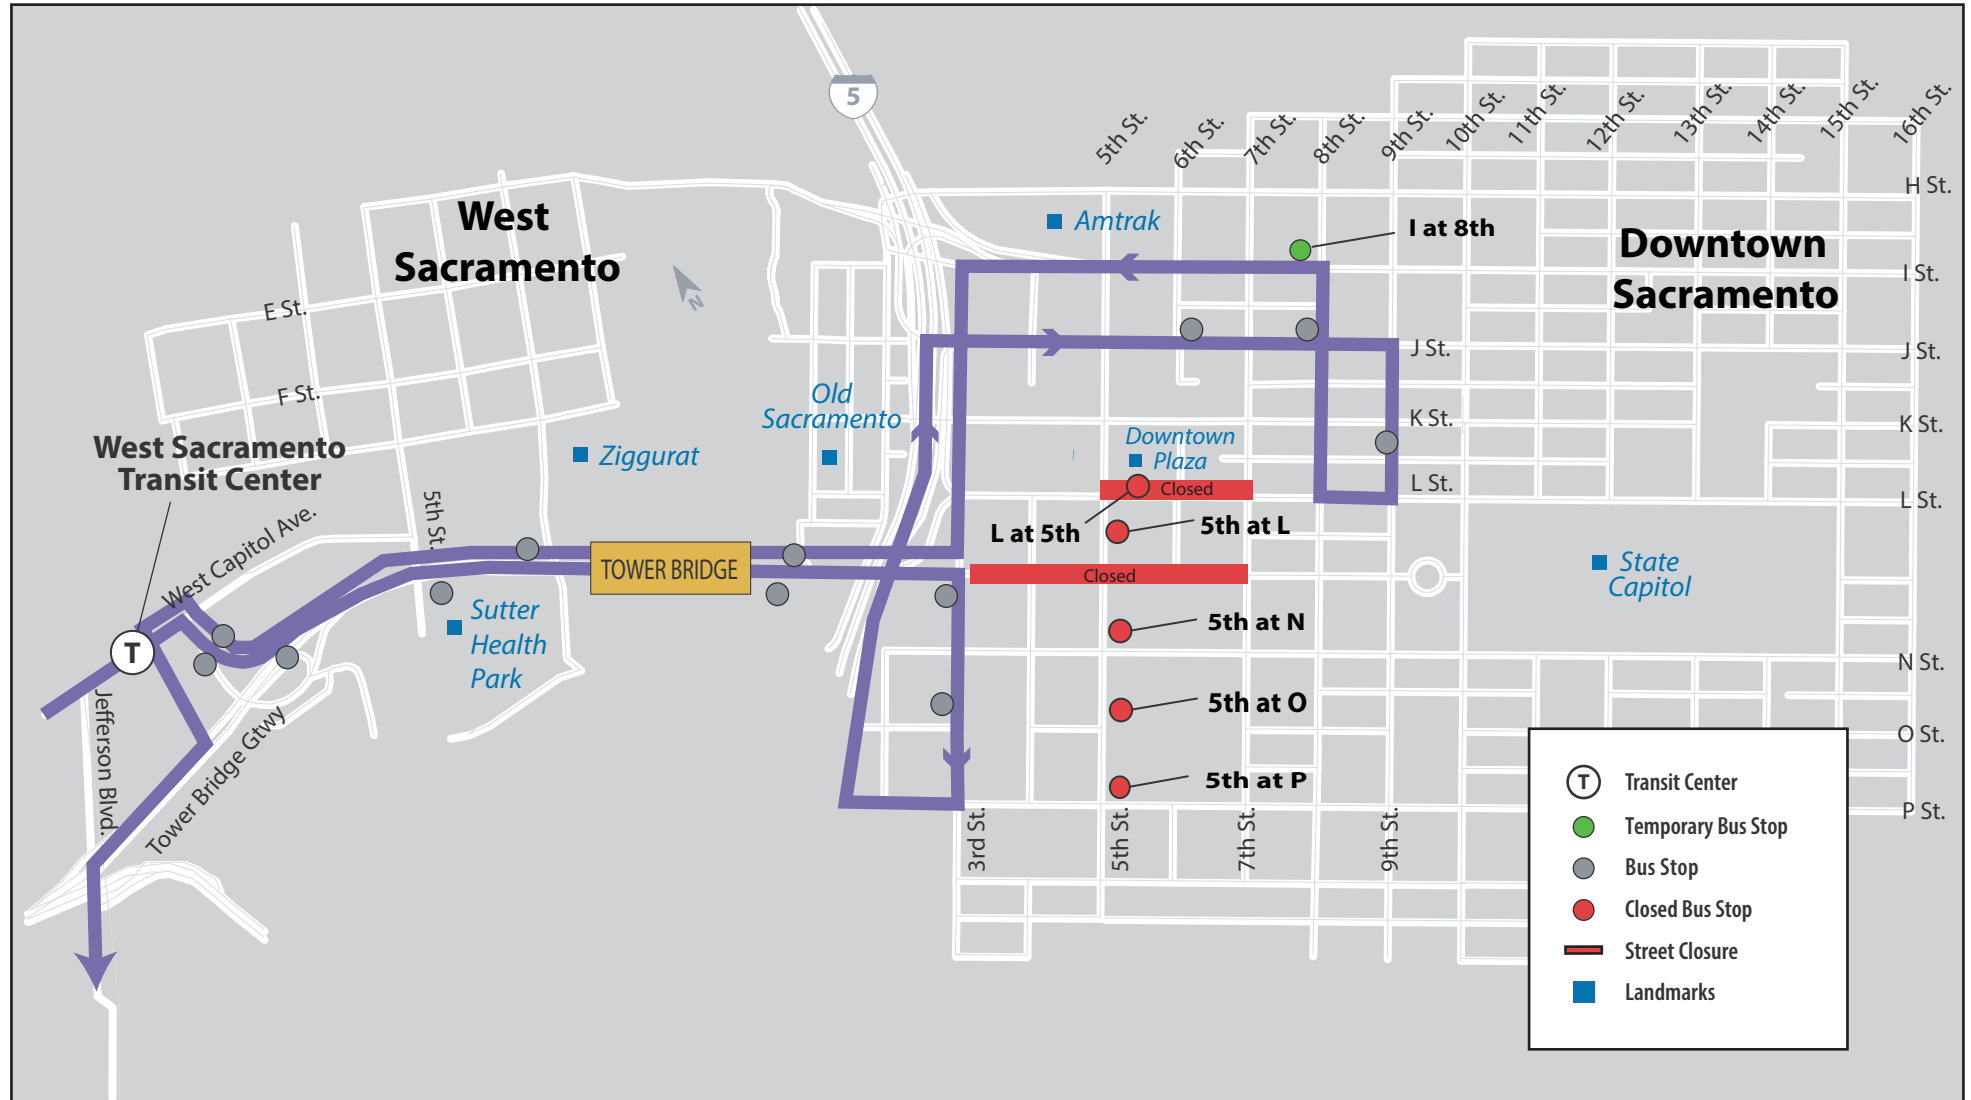 5
5th St.
6th St.
7th St.
8th St.
9th St.
10th St.
11th St.
12th St.
13th St.
14th St.
15th St.
16th St.
H St.
West
Sacramento
Amtrak
I at 8th
Downtown
Sacramento
I St.
N
E St.
J St.
J St.
F St.
Old
Sacramento
K St.
K St.
West Sacramento
Transit Center
Ziggurat
Downtown
Plaza
L St.
L St.
Closed
5th St.
West Capitol Ave.
L at 5th
5th at L
TOWER BRIDGE
Closed
State
Capitol
Sutter
Health
Park
5th at N
T
N St.
Jefferson Blvd.
Tower Bridge Gtwy
5th at O
O St.
5th at P
P St.
3rd St.
5th St.
7th St.
9th St.
T Transit Center
Temporary Bus Stop
Bus Stop
Closed Bus Stop
Street Closure
Landmarks